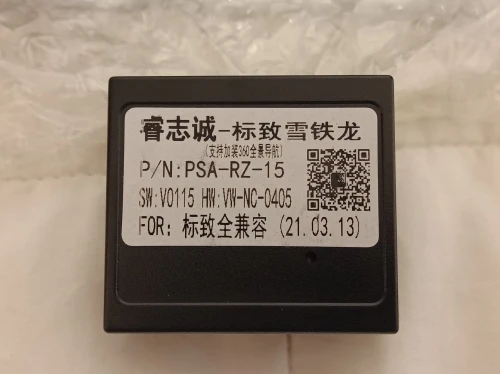 睿志诚-标致雪铁龙
(支持加装360全景导航)
P/N:PSA-RZ-15
SW:V0115 HW:VW-NC-0405
FOR: 标致全兼容 (21.03.13)